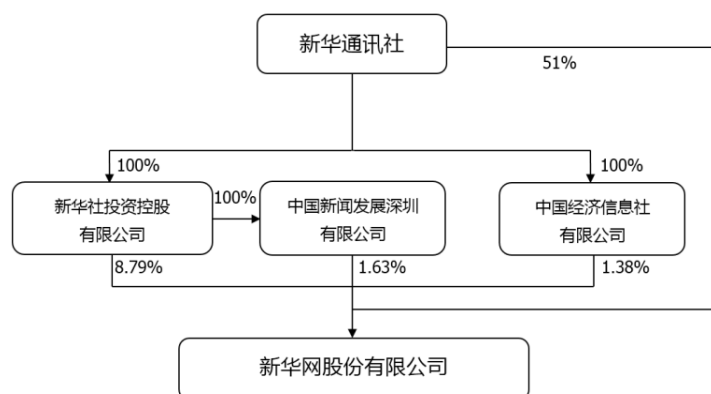 新华通讯社
51%
100%
100%
新华社投资控股
有限公司
100%
中国新闻发展深圳
有限公司
中国经济信息社
有限公司
8.79%
1.63%
1.38%
新华网股份有限公司